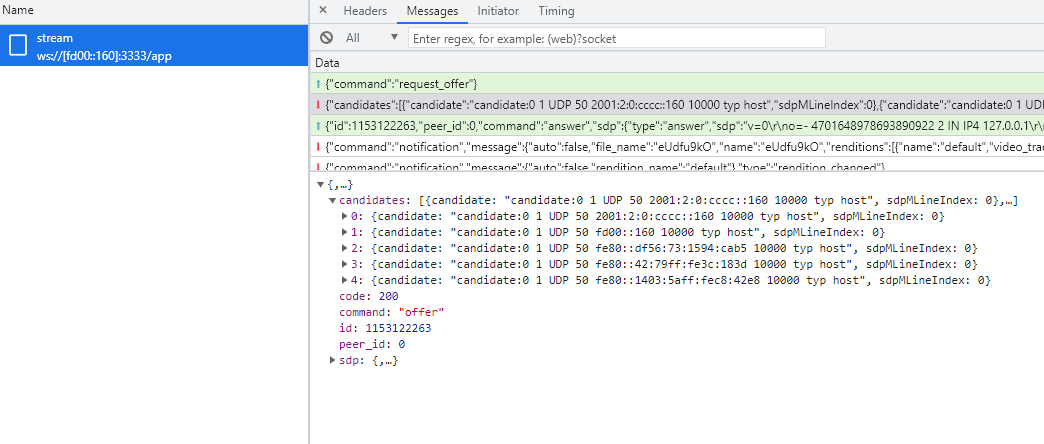 Name
× Headers Messages Initiator Timing
stream
ws://[fd00::160]:3333/app
All ▼ Enter regex, for example: (web)?socket
Data
↑ {"command":"request_offer"}
↓ {"candidates":[{"candidate":"candidate:0 1 UDP 50 2001:2:0:cccc::160 10000 typ host","sdpMLineIndex":0},{"candidate":"candidate:0 1 UD
↑ {"id":1153122263,"peer_id":0,"command":"answer","sdp":{"type":"answer","sdp":"v=0\r\no=- 4701648978693890922 2 IN IP4 127.0.0.1\r\n
↓ {"command":"notification","message":{"auto":false,"file_name":"eUdfu9kO","name":"eUdfu9kO","renditions":[{"name":"default","video_trac
↓ {"command":"notification","message":{"auto":false,"rendition_name":"default"},"type":"rendition_changed"}
▼ {,…}
▼ candidates: [{candidate: "candidate:0 1 UDP 50 2001:2:0:cccc::160 10000 typ host", sdpMLineIndex: 0},…]
▶ 0: {candidate: "candidate:0 1 UDP 50 2001:2:0:cccc::160 10000 typ host", sdpMLineIndex: 0}
▶ 1: {candidate: "candidate:0 1 UDP 50 fd00::160 10000 typ host", sdpMLineIndex: 0}
▶ 2: {candidate: "candidate:0 1 UDP 50 fe80::df56:73:1594:cab5 10000 typ host", sdpMLineIndex: 0}
▶ 3: {candidate: "candidate:0 1 UDP 50 fe80::42:79ff:fe3c:183d 10000 typ host", sdpMLineIndex: 0}
▶ 4: {candidate: "candidate:0 1 UDP 50 fe80::1403:5aff:fec8:42e8 10000 typ host", sdpMLineIndex: 0}
code: 200
command: "offer"
id: 1153122263
peer_id: 0
▶ sdp: {,…}